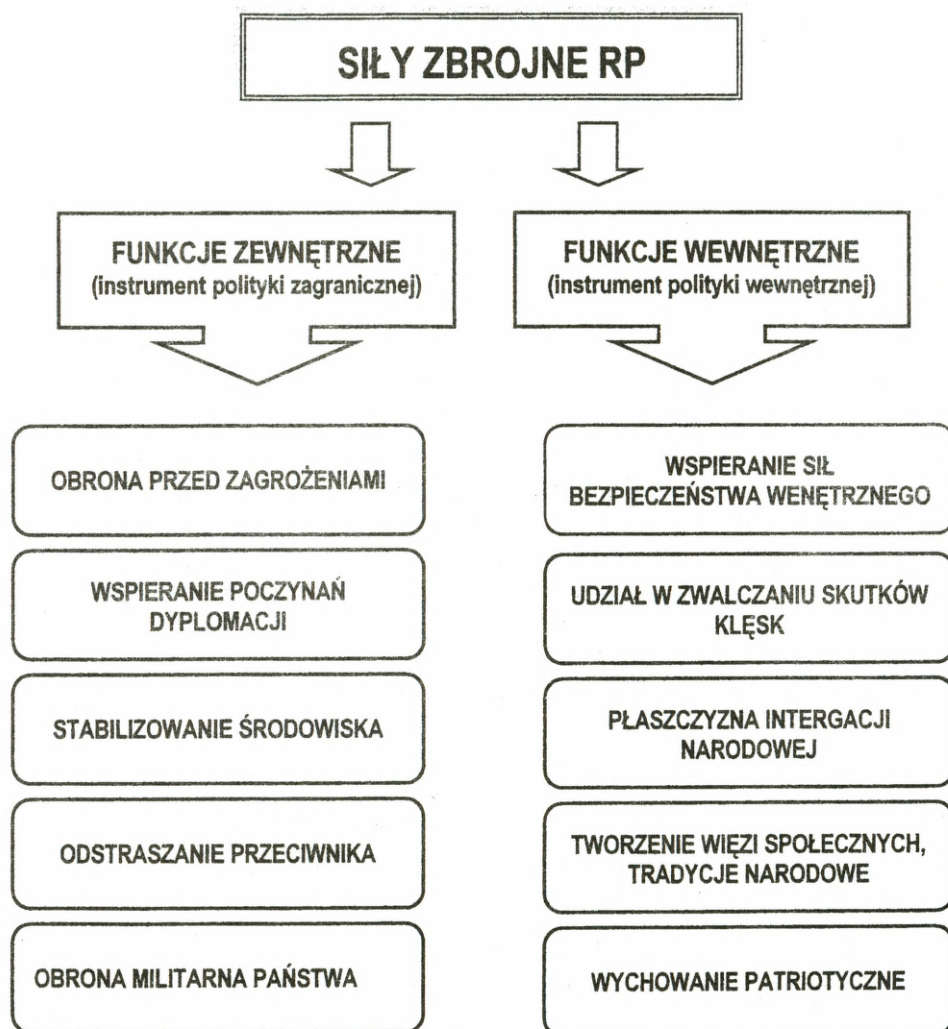 SIŁY ZBROJNE RP
FUNKCJE ZEWNĘTRZNE
(instrument polityki zagranicznej)
FUNKCJE WEWNĘTRZNE
(instrument polityki wewnętrznej)
OBRONA PRZED ZAGROŻENIAMI
WSPIERANIE POCZYNAŃ
DYPLOMACJI
STABILIZOWANIE ŚRODOWISKA
ODSTRASZANIE PRZECIWNIKA
OBRONA MILITARNA PAŃSTWA
WSPIERANIE SIŁ
BEZPIECZEŃSTWA WENĘTRZNEGO
UDZIAŁ W ZWALCZANIU SKUTKÓW
KLĘSK
PŁASZCZYZNA INTERGACJI
NARODOWEJ
TWORZENIE WIĘZI SPOŁECZNYCH,
TRADYCJE NARODOWE
WYCHOWANIE PATRIOTYCZNE